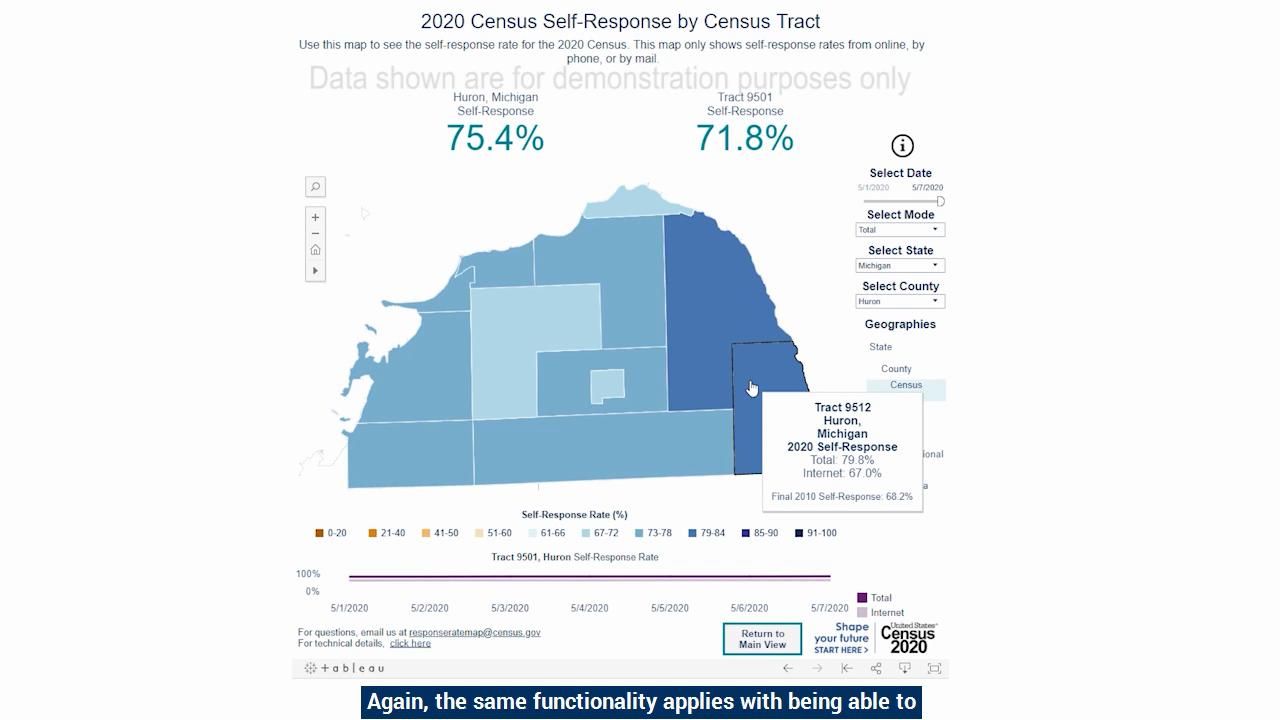 2020 Census Self-Response by Census Tract
Use this map to see the self-response rate for the 2020 Census. This map only shows self-response rates from online, by
phone, or by mail.
Data shown are for demonstration purposes only
Huron, Michigan
Self-Response
75.4%
Tract 9501
Self-Response
71.8%
Select Date
5/1/2020 5/7/2020
Select Mode
Total
Select State
Michigan
Select County
Huron
Geographies
State
County
Census
Tract 9512
Huron,
Michigan
2020 Self-Response
Total: 79.8%
Internet: 67.0%
Final 2010 Self-Response: 68.2%
Self-Response Rate (%)
0-20 21-40 41-50 51-60 61-66 67-72 73-78 79-84 85-90 91-100
Tract 9501, Huron Self-Response Rate
100%
0%
5/1/2020 5/2/2020 5/3/2020 5/4/2020 5/5/2020 5/6/2020 5/7/2020
Total
Internet
For questions, email us at responseratemap@census.gov
For technical details, click here
Return to
Main View
Shape
your future
START HERE >
United States®
Census
2020
+ a b l e a u
Again, the same functionality applies with being able to